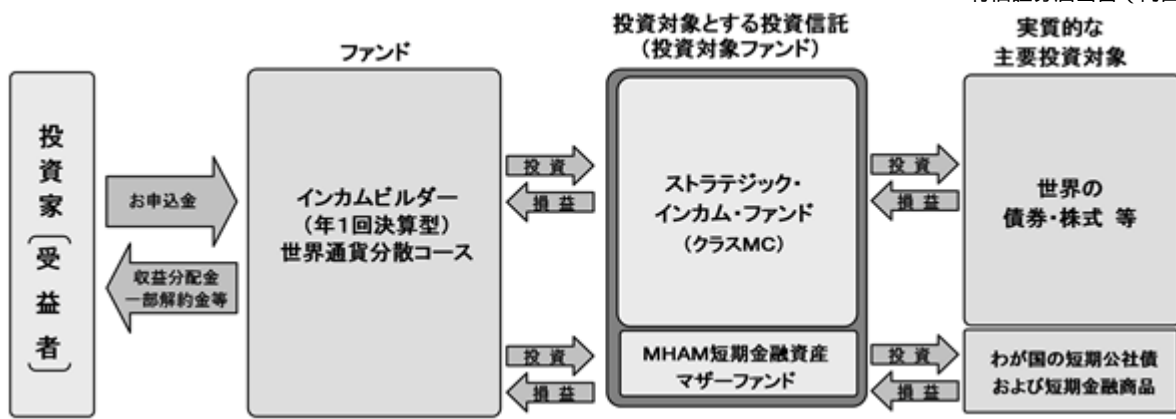 投資対象とする投資信託
(投資対象ファンド)
実質的な
主要投資対象
ファンド
投資家(受益者)
お申込金
収益分配金
一部解約金等
インカムビルダー
(年1回決算型)
世界通貨分散コース
投資
損益
投資
損益
ストラテジック・
インカム・ファンド
(クラスMC)
MHAM短期金融資産
マザーファンド
投資
損益
投資
損益
世界の
債券・株式 等
わが国の短期公社債
および短期金融商品